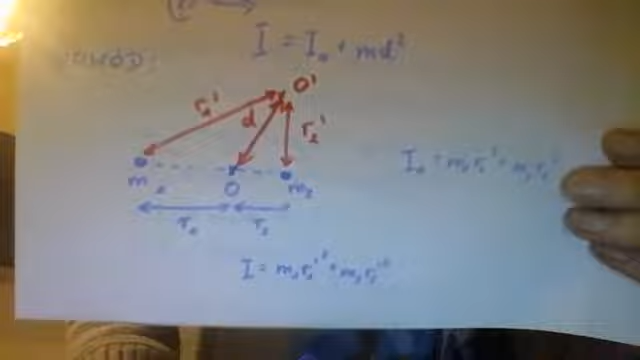 I = I₀ + md²
O'
r₁'
d
r₂'
m₁
O
m₂
r₁
r₂
I₀ = m₁r₁² + m₂r₂²
I = m₁r₁'² + m₂r₂'²